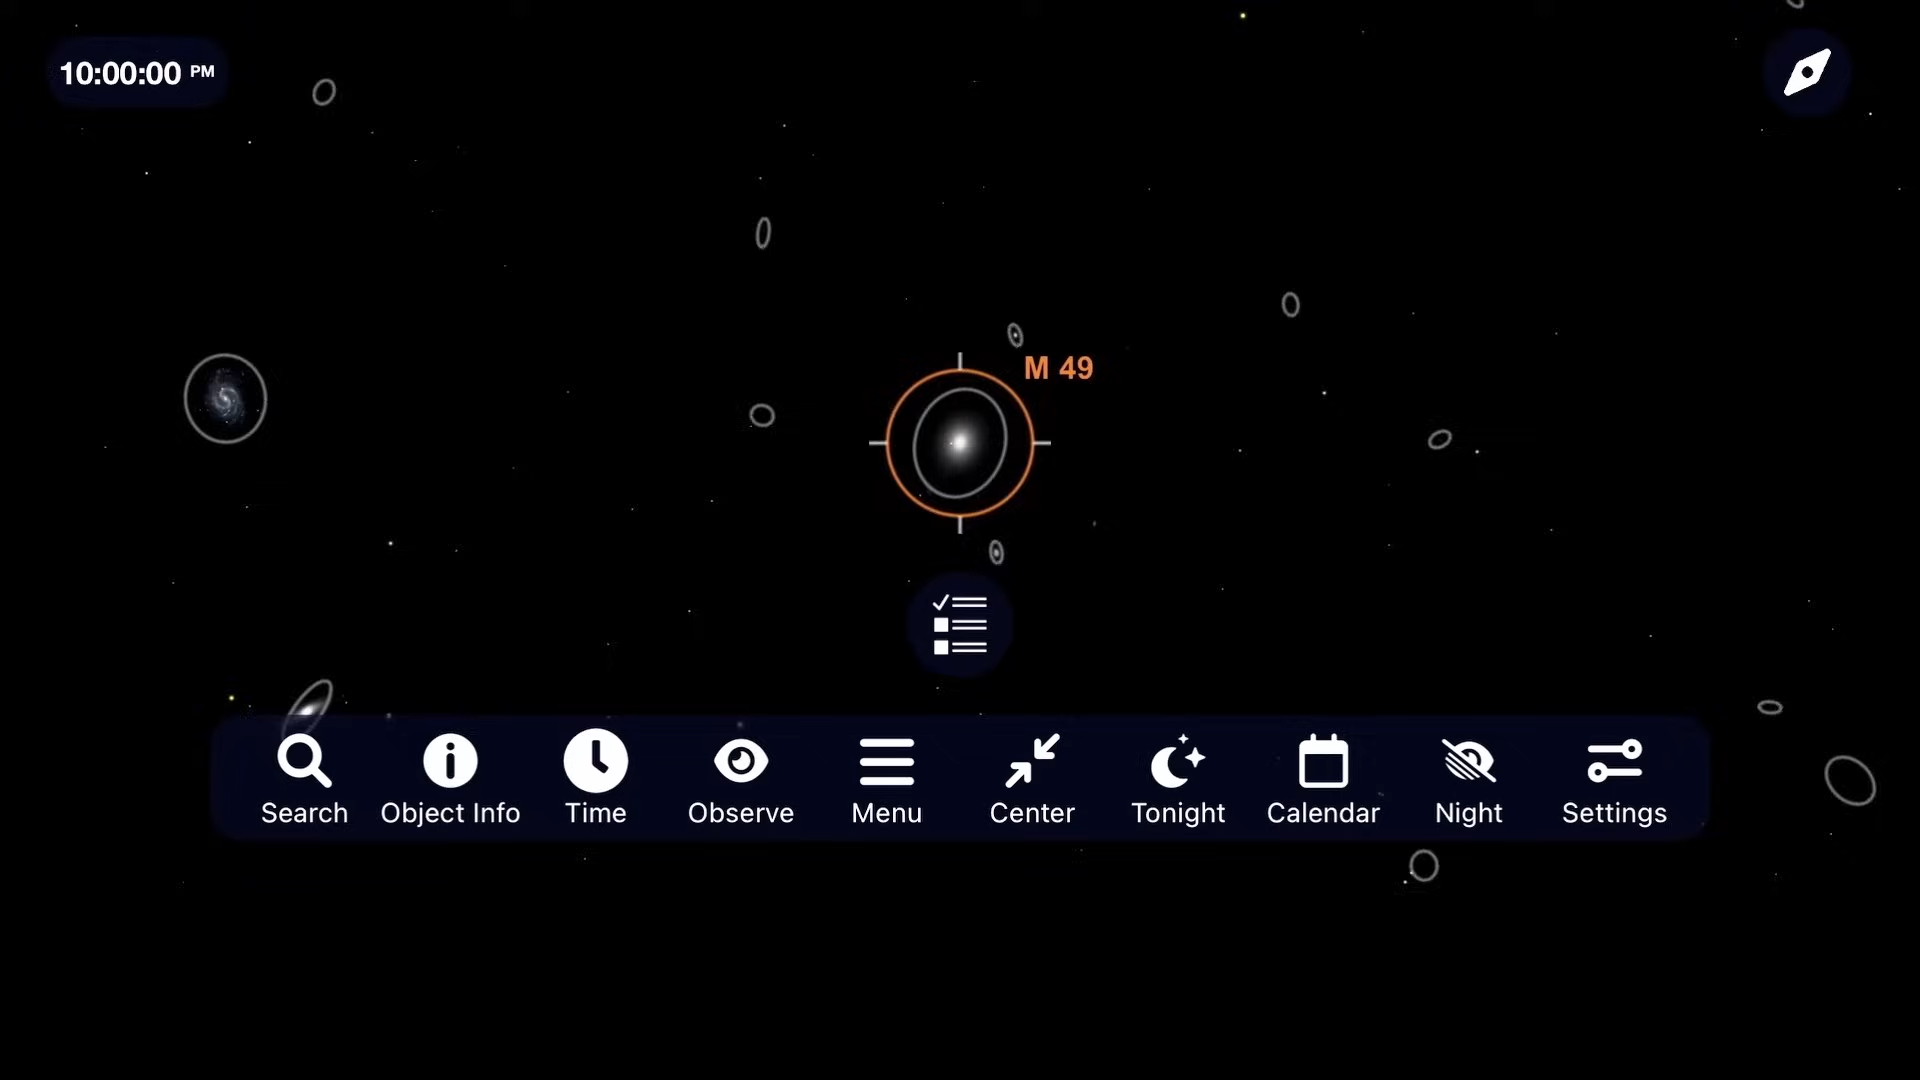 10:00:00 PM
M 49
Search Object Info Time Observe Menu Center Tonight Calendar Night Settings